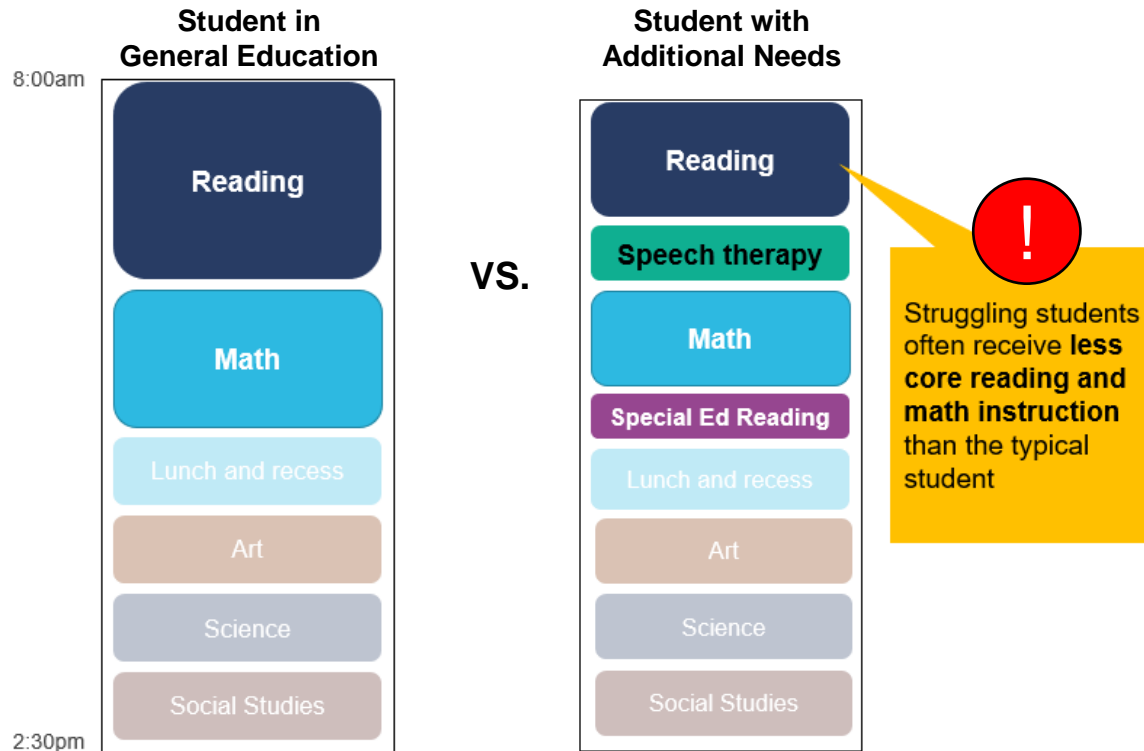 Student in
General Education
8:00am
Reading
Math
Lunch and recess
Art
Science
Social Studies
2:30pm
VS.
Student with
Additional Needs
Reading
Speech therapy
Math
Special Ed Reading
Lunch and recess
Art
Science
Social Studies
!
Struggling students
often receive less
core reading and
math instruction
than the typical
student